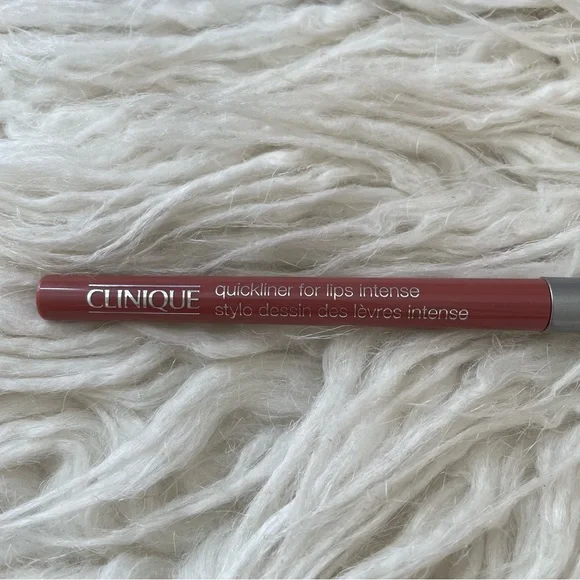 CLINIQUE
quickliner for lips intense
stylo dessin des lèvres intense